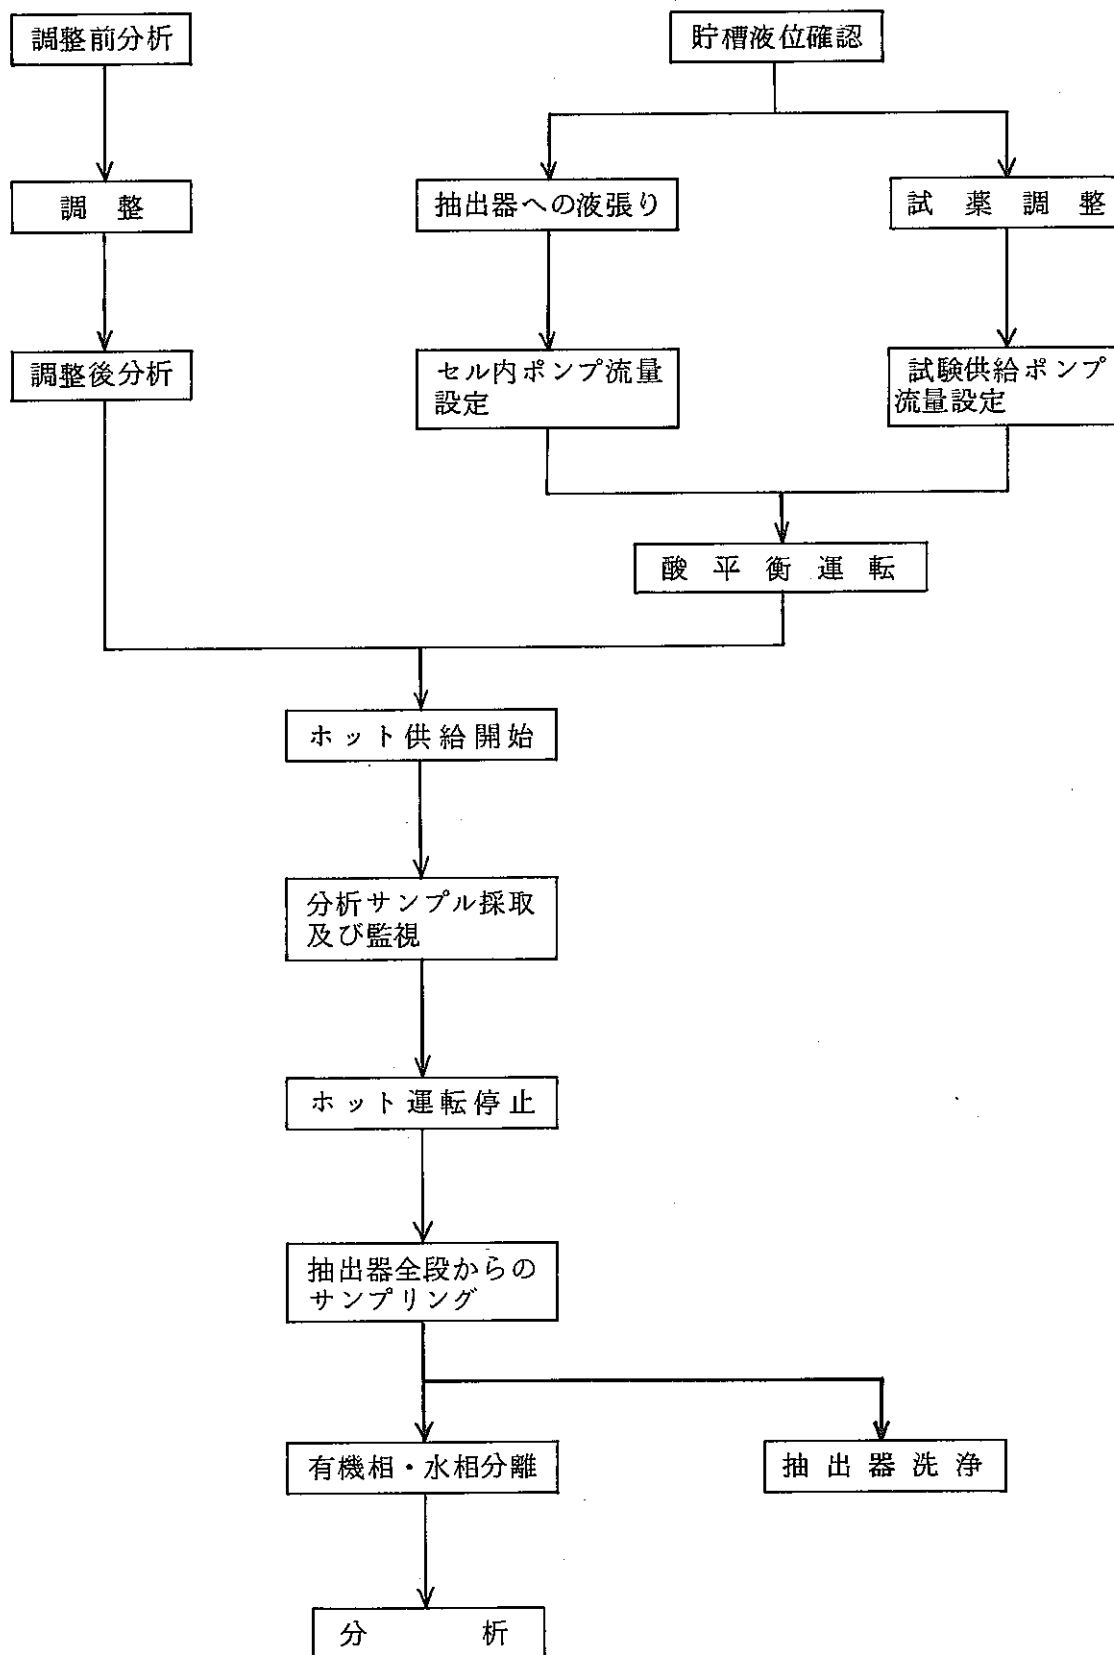 調整前分析
貯槽液位確認
調整
抽出器への液張り
試薬調整
調整後分析
セル内ポンプ流量
設定
試験供給ポンプ
流量設定
酸平衡運転
ホット供給開始
分析サンプル採取
及び監視
ホット運転停止
抽出器全段からの
サンプリング
有機相・水相分離
抽出器洗浄
分析